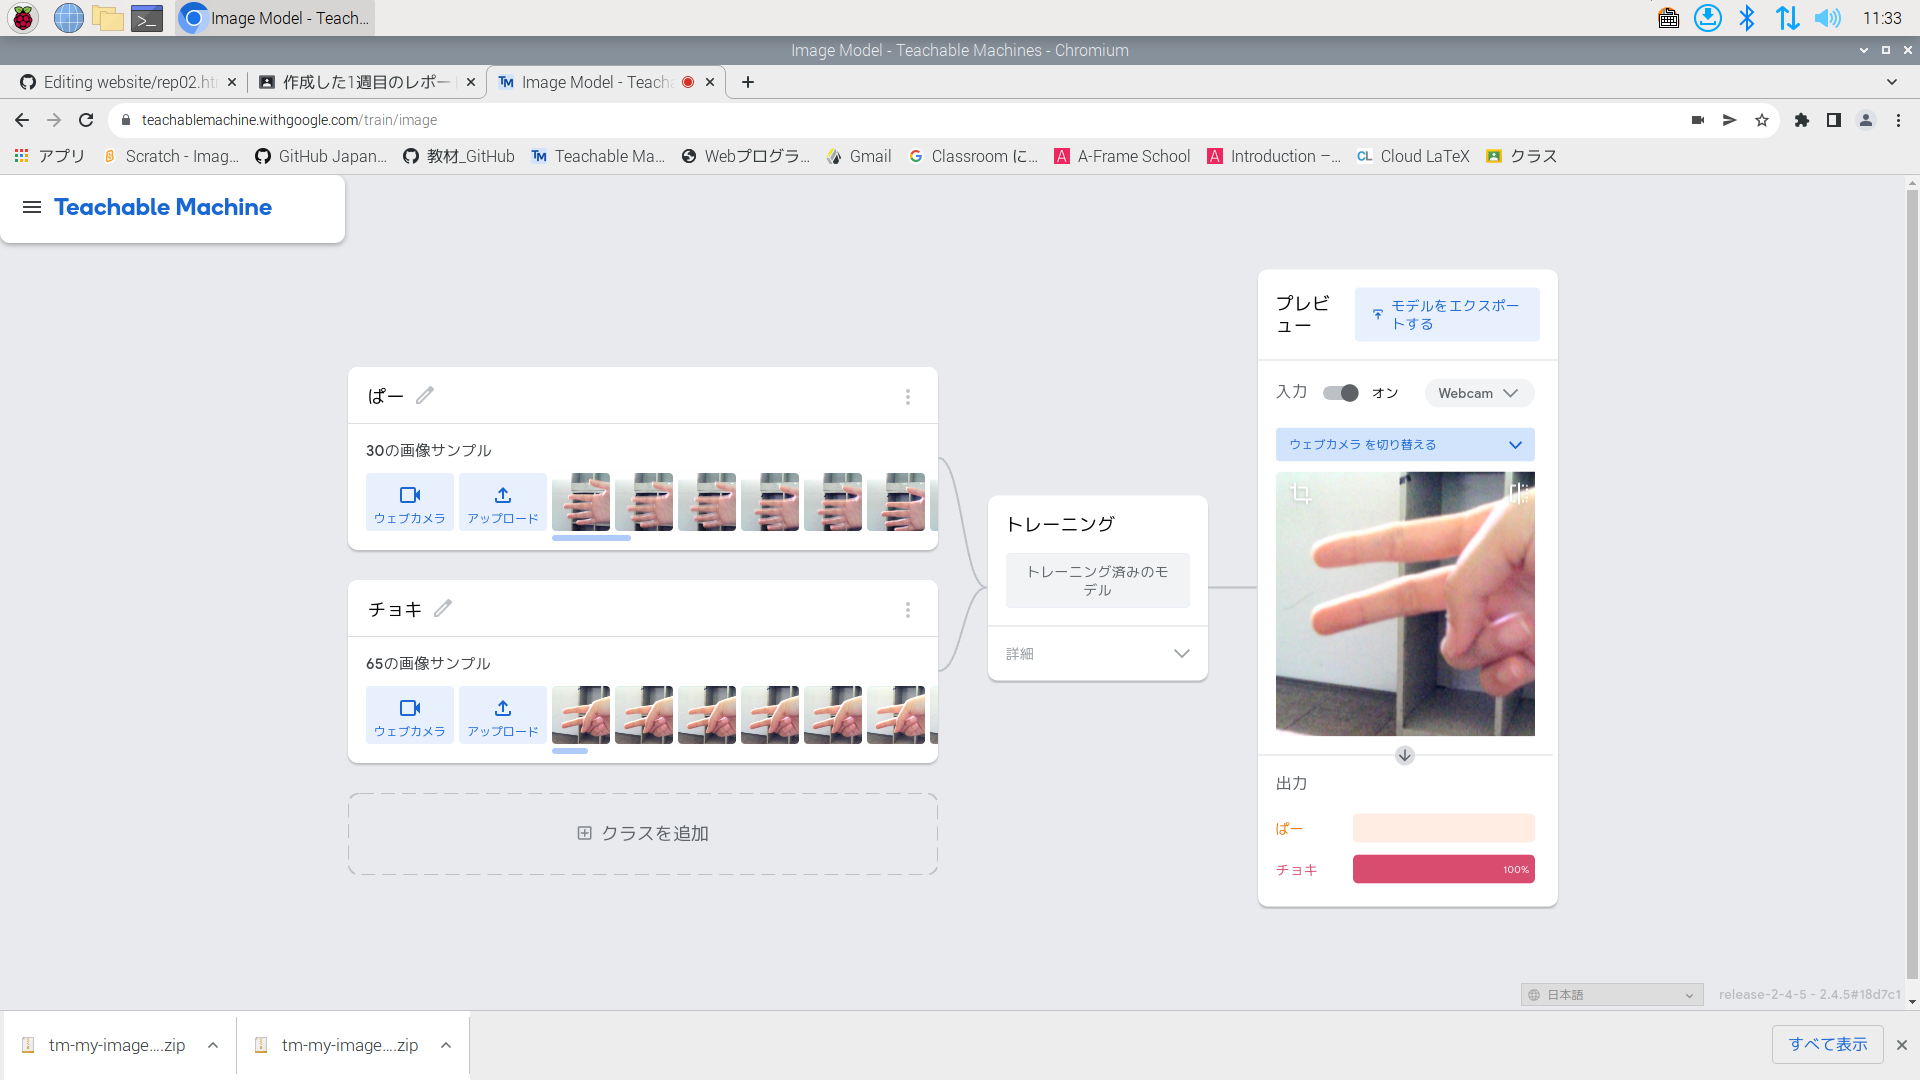 Image Model - Teach...
11:33
Image Model - Teachable Machines - Chromium
Editing website/rep02.ht
作成した1週目のレポー
Image Model - Teacha
teachablemachine.withgoogle.com/train/image
アプリ
Scratch - Imag...
GitHub Japan...
教材_GitHub
Teachable Ma...
Webプログラ...
Gmail
Classroom に...
A-Frame School
Introduction –...
Cloud LaTeX
クラス
Teachable Machine
ぱー
30の画像サンプル
ウェブカメラ
アップロード
チョキ
65の画像サンプル
ウェブカメラ
アップロード
クラスを追加
トレーニング
トレーニング済みのモ
デル
詳細
プレビ
ュー
モデルをエクスポー
トする
入力
オン
Webcam
ウェブカメラ を切り替える
出力
ぱー
チョキ
100%
日本語
release-2-4-5 - 2.4.5#18d7c1
tm-my-image....zip
tm-my-image....zip
すべて表示